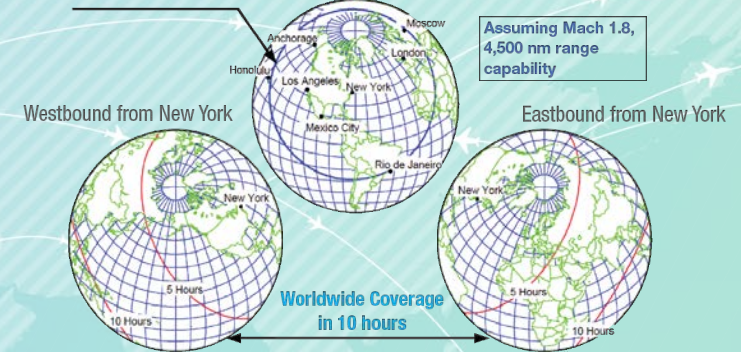 Moscow
Anchorage
London
Honolulu
Los Angeles
New York
Mexico City
Rio de Janeiro
Assuming Mach 1.8,
4,500 nm range
capability
Westbound from New York
Eastbound from New York
New York
5 Hours
10 Hours
New York
5 Hours
10 Hours
Worldwide Coverage
in 10 hours